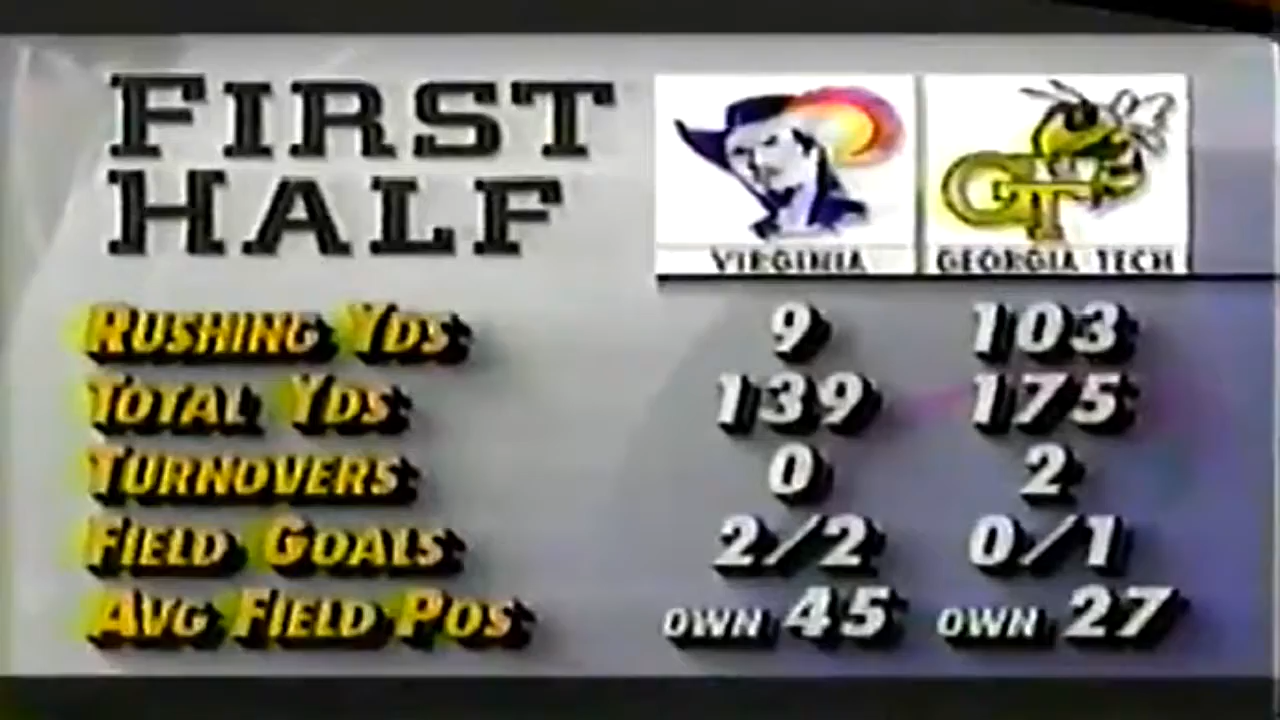 FIRST
HALF
VIRGINIA GEORGIA TECH
GT
RUSHING YDS 9 103
TOTAL YDS 139 175
TURNOVERS 0 2
FIELD GOALS 2/2 0/1
AVG FIELD POS OWN 45 OWN 27